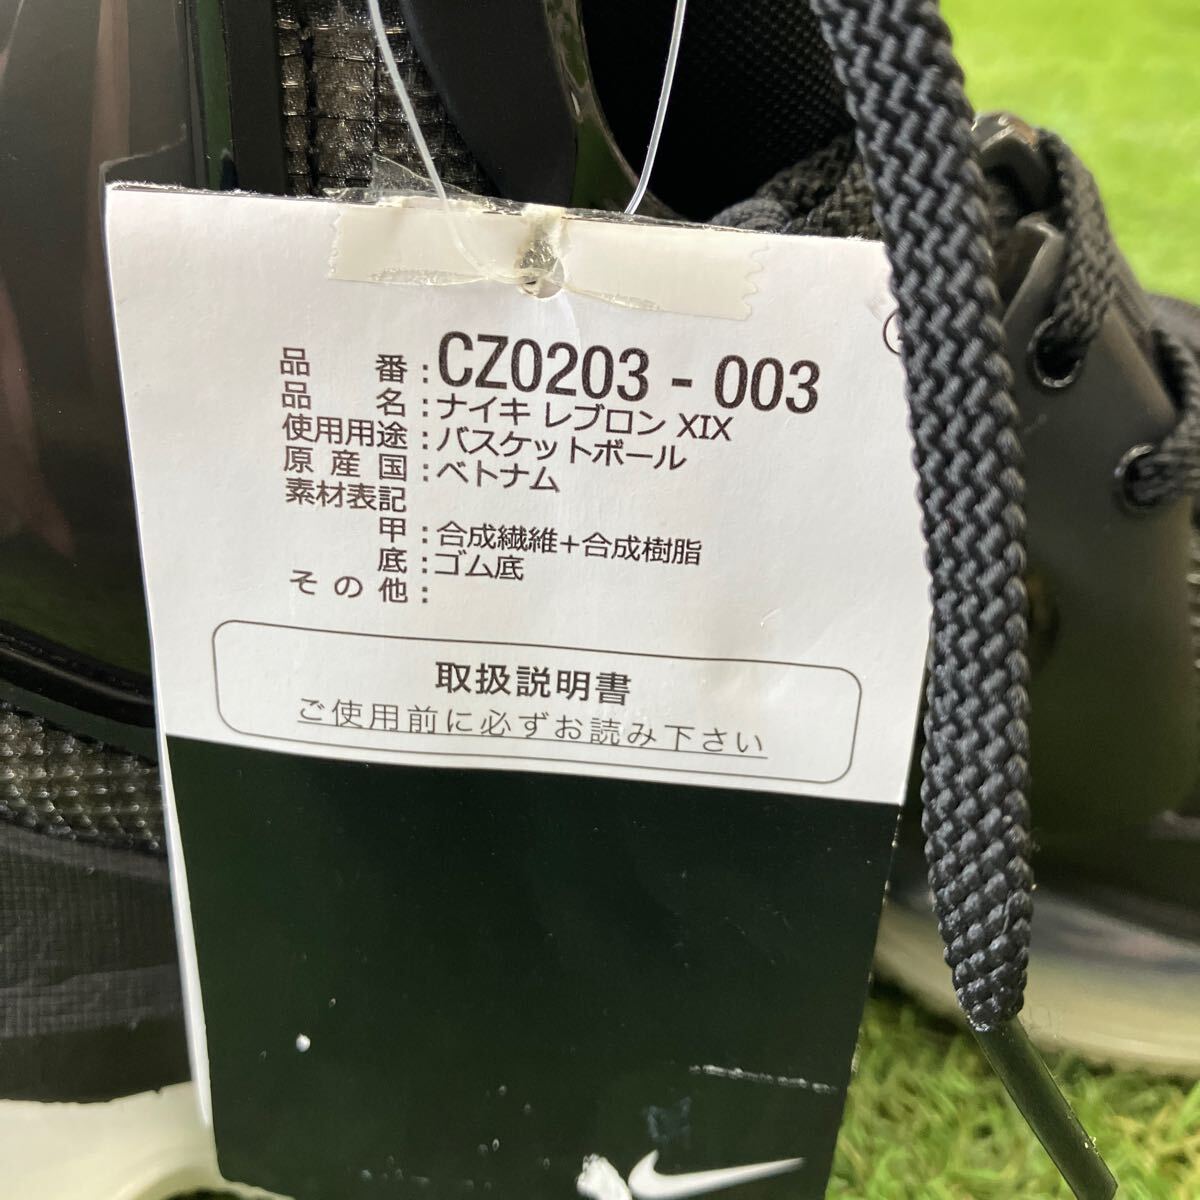 品番:CZ0203 - 003
品名:ナイキ レブロン XIX
使用用途:バスケットボール
原産国:ベトナム
素材表記
甲:合成繊維+合成樹脂
底:ゴム底
その他:
取扱説明書
ご使用前に必ずお読み下さい